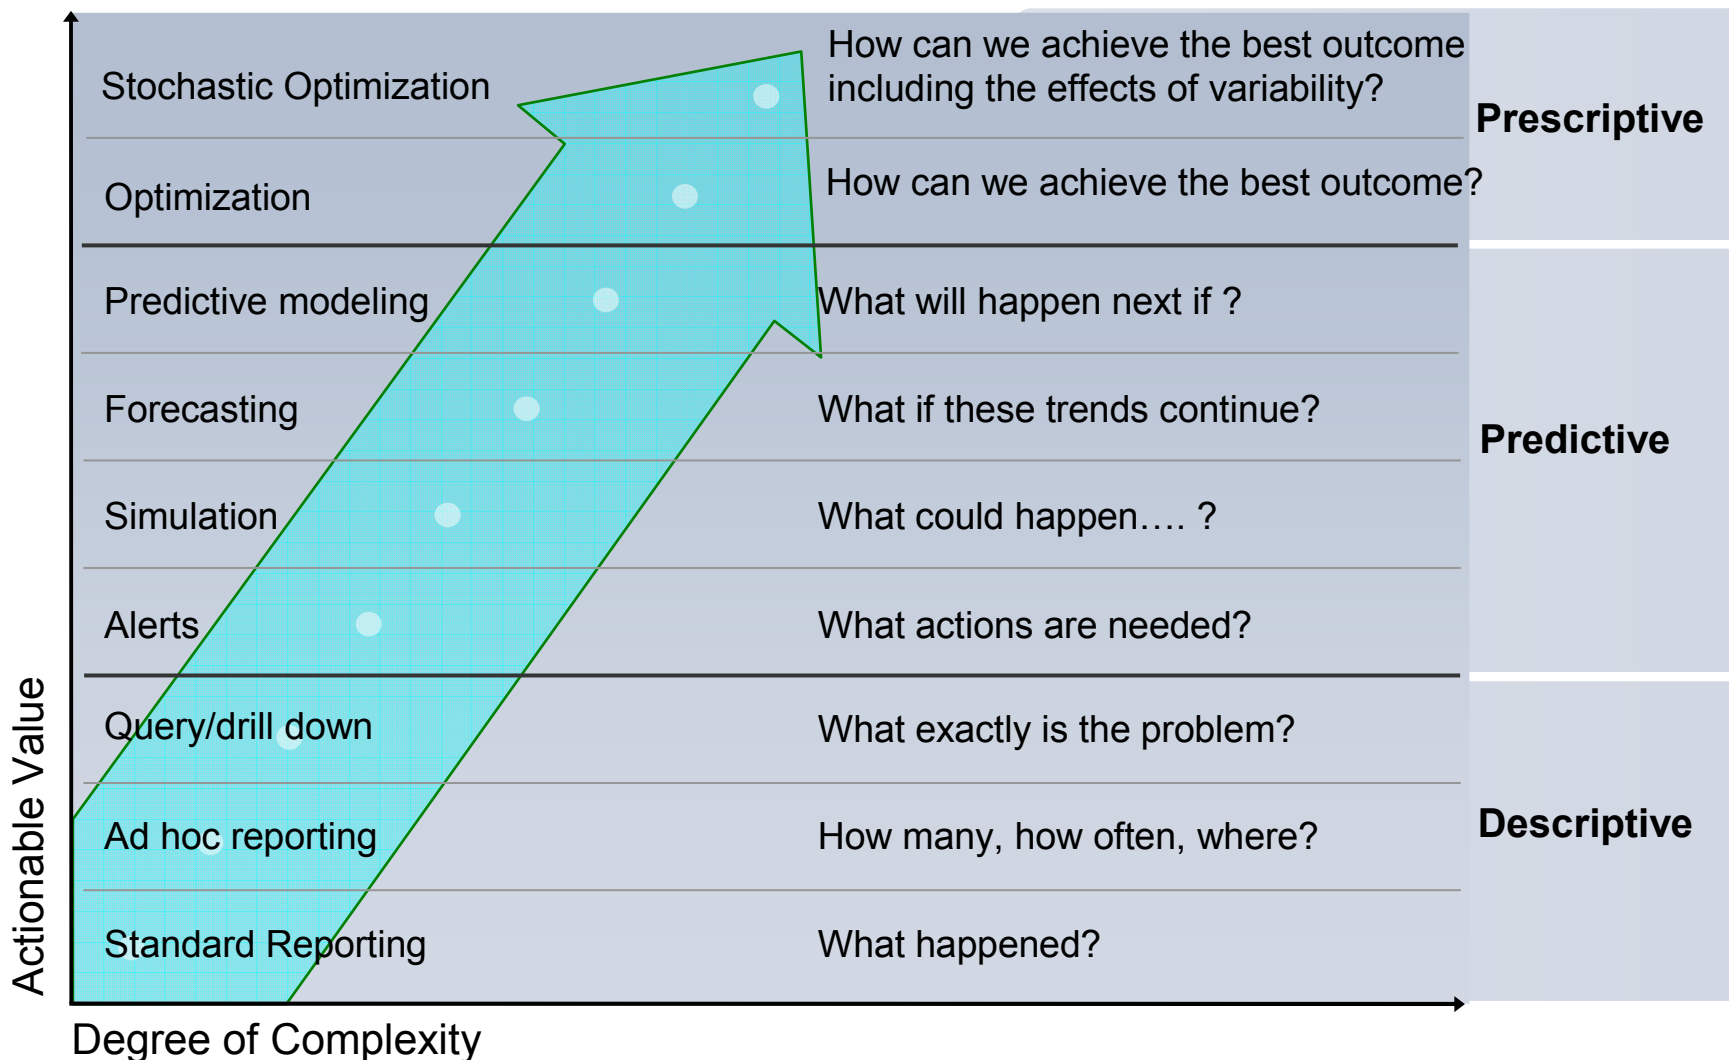 Stochastic Optimization
How can we achieve the best outcome
including the effects of variability?
Prescriptive
Optimization
How can we achieve the best outcome?
Predictive modeling
What will happen next if ?
Forecasting
What if these trends continue?
Predictive
Simulation
What could happen…. ?
Alerts
What actions are needed?
Query/drill down
What exactly is the problem?
Ad hoc reporting
How many, how often, where?
Descriptive
Standard Reporting
What happened?
Actionable Value
Degree of Complexity